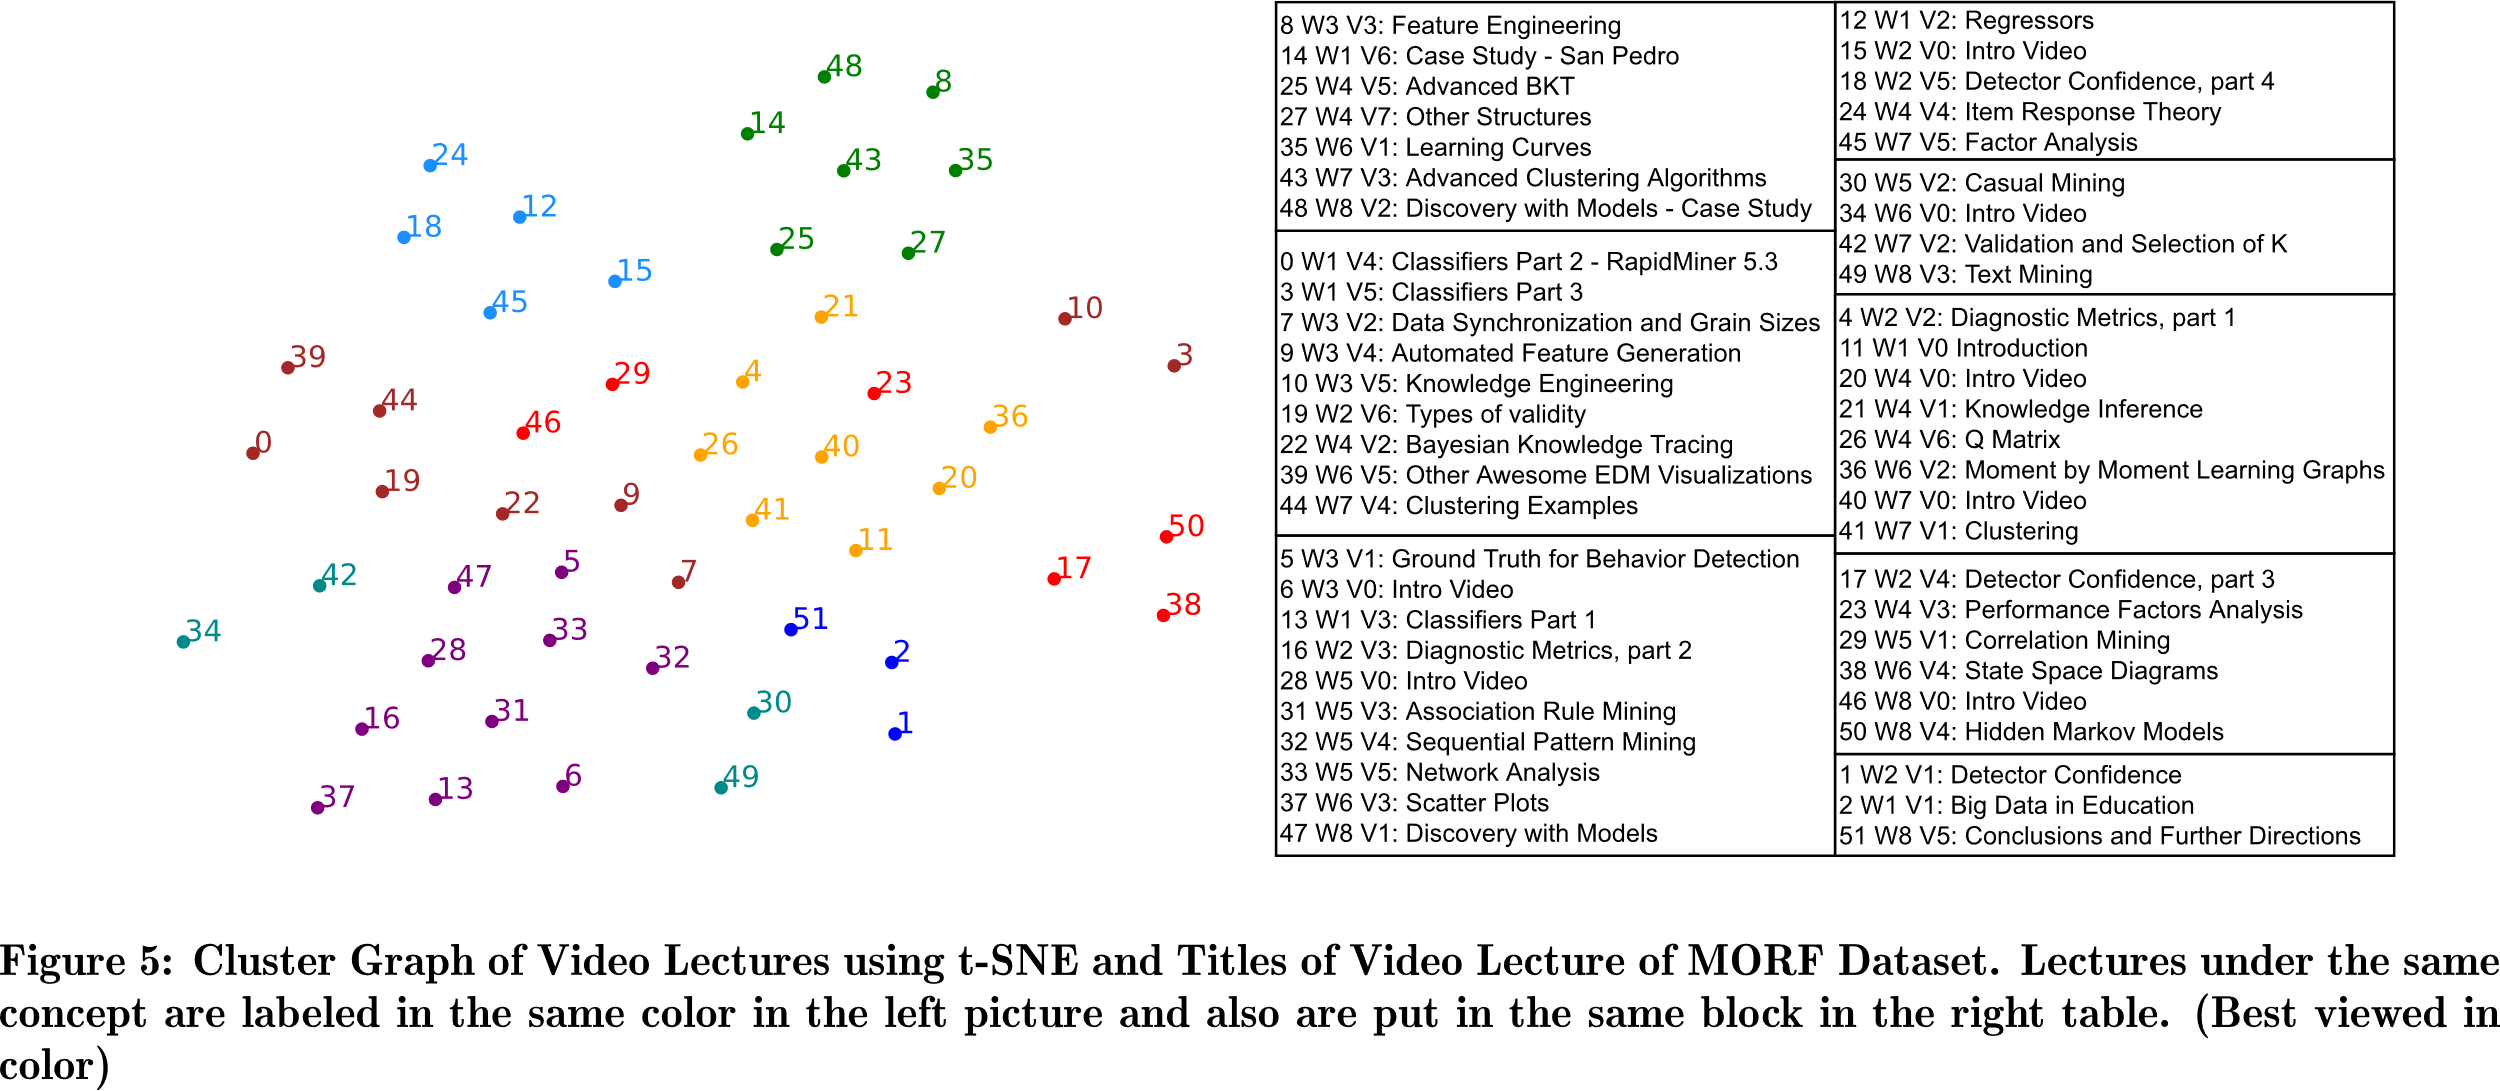 48
8
14
43
35
24
12
18
25
27
15
45
21
10
39
3
29
4
23
44
36
46
0
26
40
19
20
22
9
41
50
11
5
17
42
47
7
38
51
34
33
2
28
32
30
1
16
31
49
6
37
13
8 W3 V3: Feature Engineering
14 W1 V6: Case Study - San Pedro
25 W4 V5: Advanced BKT
27 W4 V7: Other Structures
35 W6 V1: Learning Curves
43 W7 V3: Advanced Clustering Algorithms
48 W8 V2: Discovery with Models - Case Study
0 W1 V4: Classifiers Part 2 - RapidMiner 5.3
3 W1 V5: Classifiers Part 3
7 W3 V2: Data Synchronization and Grain Sizes
9 W3 V4: Automated Feature Generation
10 W3 V5: Knowledge Engineering
19 W2 V6: Types of validity
22 W4 V2: Bayesian Knowledge Tracing
39 W6 V5: Other Awesome EDM Visualizations
44 W7 V4: Clustering Examples
5 W3 V1: Ground Truth for Behavior Detection
6 W3 V0: Intro Video
13 W1 V3: Classifiers Part 1
16 W2 V3: Diagnostic Metrics, part 2
28 W5 V0: Intro Video
31 W5 V3: Association Rule Mining
32 W5 V4: Sequential Pattern Mining
33 W5 V5: Network Analysis
37 W6 V3: Scatter Plots
47 W8 V1: Discovery with Models
12 W1 V2: Regressors
15 W2 V0: Intro Video
18 W2 V5: Detector Confidence, part 4
24 W4 V4: Item Response Theory
45 W7 V5: Factor Analysis
30 W5 V2: Casual Mining
34 W6 V0: Intro Video
42 W7 V2: Validation and Selection of K
49 W8 V3: Text Mining
4 W2 V2: Diagnostic Metrics, part 1
11 W1 V0 Introduction
20 W4 V0: Intro Video
21 W4 V1: Knowledge Inference
26 W4 V6: Q Matrix
36 W6 V2: Moment by Moment Learning Graphs
40 W7 V0: Intro Video
41 W7 V1: Clustering
17 W2 V4: Detector Confidence, part 3
23 W4 V3: Performance Factors Analysis
29 W5 V1: Correlation Mining
38 W6 V4: State Space Diagrams
46 W8 V0: Intro Video
50 W8 V4: Hidden Markov Models
1 W2 V1: Detector Confidence
2 W1 V1: Big Data in Education
51 W8 V5: Conclusions and Further Directions
Figure 5: Cluster Graph of Video Lectures using t-SNE and Titles of Video Lecture of MORF Dataset. Lectures under the same
concept are labeled in the same color in the left picture and also are put in the same block in the right table. (Best viewed in
color)